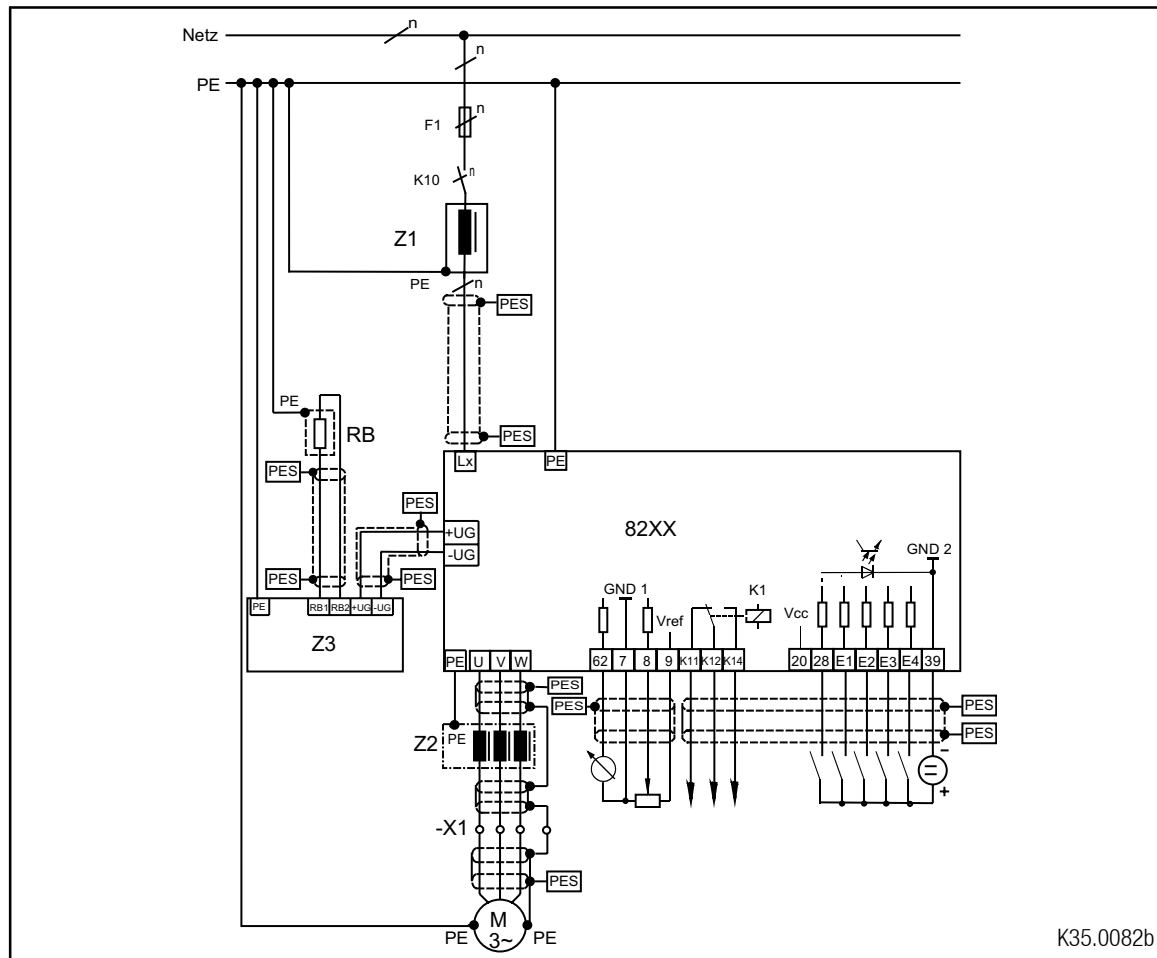 Netz
n
n
PE
n
F1
n
K10
Z1
PE
n
PES
PE
RB
PES
Lx
PE
PES
PES
+UG
82XX
-UG
GND 2
PES
PES
GND 1
K1
Vref
Vcc
PE
RB1
RB2
+UG
-UG
Z3
PE
U
V
W
62
7
8
9
K11
K12
K14
20
28
E1
E2
E3
E4
39
PES
PES
PES
Z2
PE
PES
-
=
+
-X1
PES
M
3~
PE
PE
K35.0082b